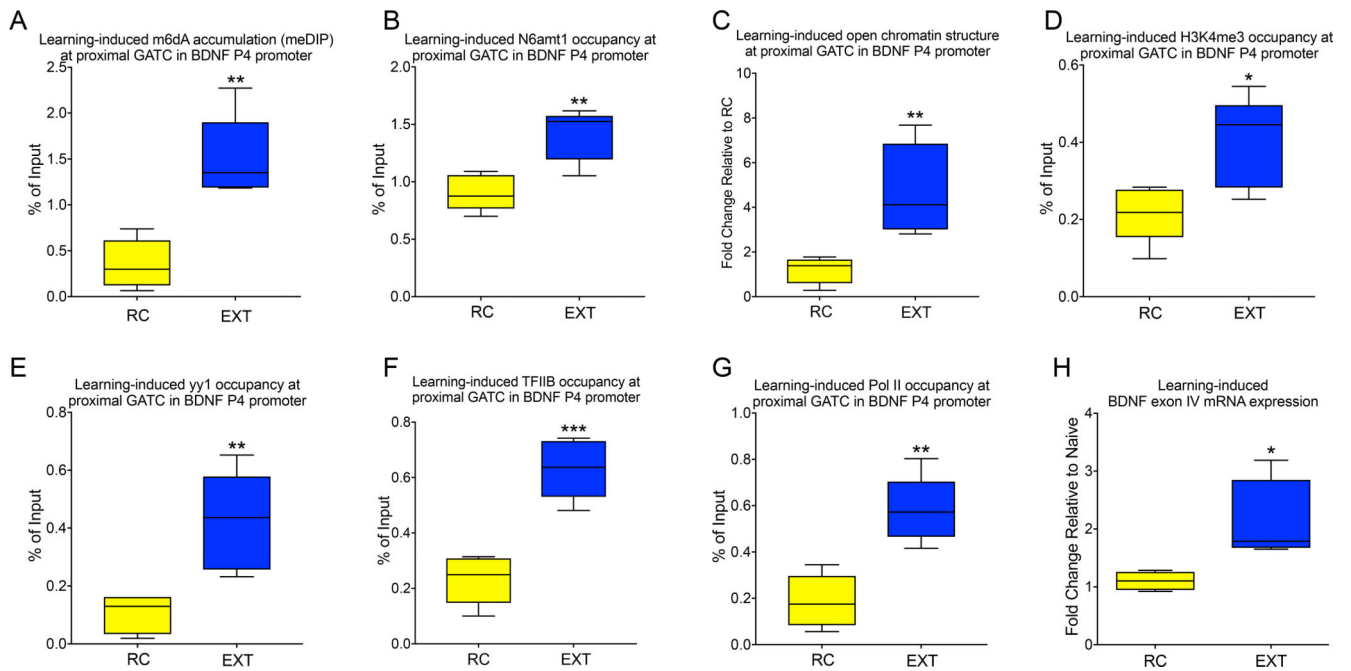 A
Learning-induced m6dA accumulation (meDIP)
at proximal GATC in BDNF P4 promoter
% of Input
2.5
2.0
1.5
1.0
0.5
0.0
**
RC
EXT
B
Learning-induced N6amt1 occupancy at
proximal GATC in BDNF P4 promoter
% of Input
2.0
1.5
1.0
0.5
0.0
**
RC
EXT
C
Learning-induced open chromatin structure
at proximal GATC in BDNF P4 promoter
Fold Change Relative to RC
10
8
6
4
2
0
**
RC
EXT
D
Learning-induced H3K4me3 occupancy at
proximal GATC in BDNF P4 promoter
% of Input
0.6
0.4
0.2
0.0
*
RC
EXT
E
Learning-induced yy1 occupancy at
proximal GATC in BDNF P4 promoter
% of Input
0.8
0.6
0.4
0.2
0.0
**
RC
EXT
F
Learning-induced TFIIB occupancy at
proximal GATC in BDNF P4 promoter
% of Input
0.8
0.6
0.4
0.2
0.0
***
RC
EXT
G
Learning-induced Pol II occupancy at
proximal GATC in BDNF P4 promoter
% of Input
1.0
0.8
0.6
0.4
0.2
0.0
**
RC
EXT
H
Learning-induced
BDNF exon IV mRNA expression
Fold Change Relative to Naive
4
3
2
1
0
*
RC
EXT